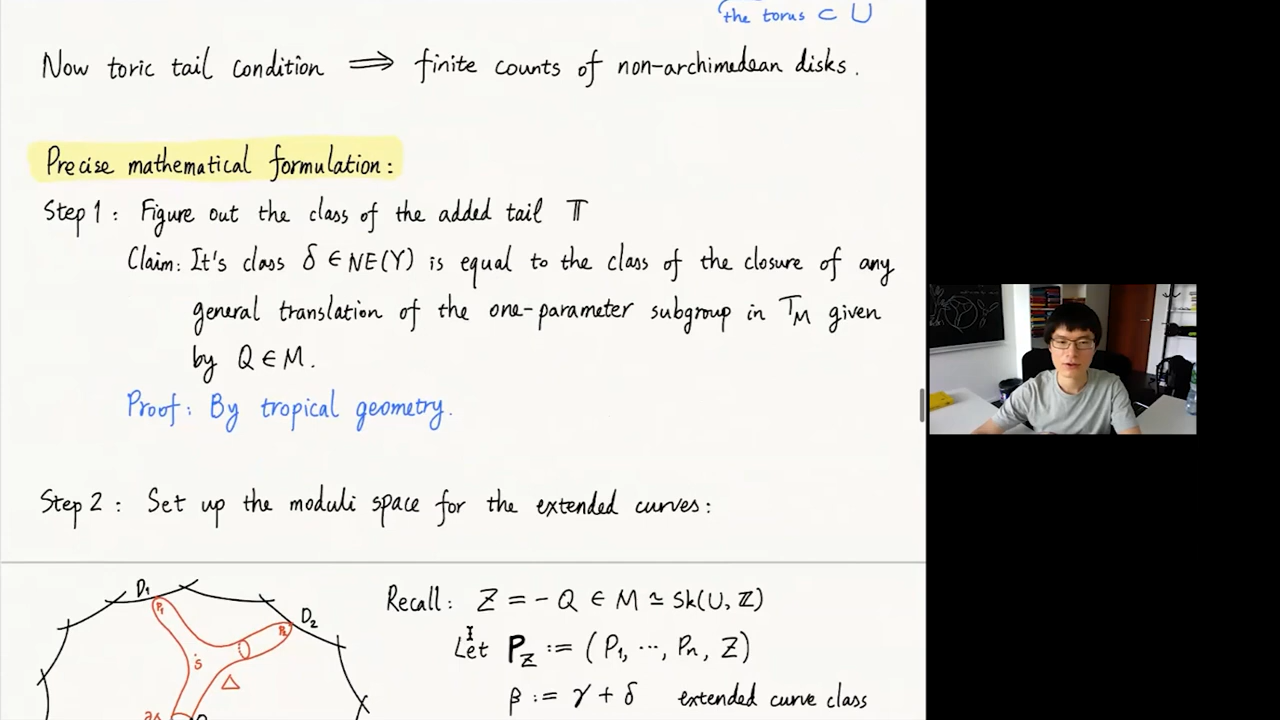 the torus ⊂ U
Now toric tail condition ⟹ finite counts of non-archimedean disks.
Precise mathematical formulation:
Step 1: Figure out the class of the added tail 𝕋
Claim: It's class δ ∈ NE(Y) is equal to the class of the closure of any
general translation of the one-parameter subgroup in T_M given
by Q ∈ M.
Proof: By tropical geometry.
Step 2: Set up the moduli space for the extended curves:
D₁
P₁
D₂
P₂
s
Δ
Recall: Z = -Q ∈ M ≃ Sk(U, ℤ)
Let P_Z := (P₁, ⋯, Pₙ, Z)
β := γ + δ extended curve class